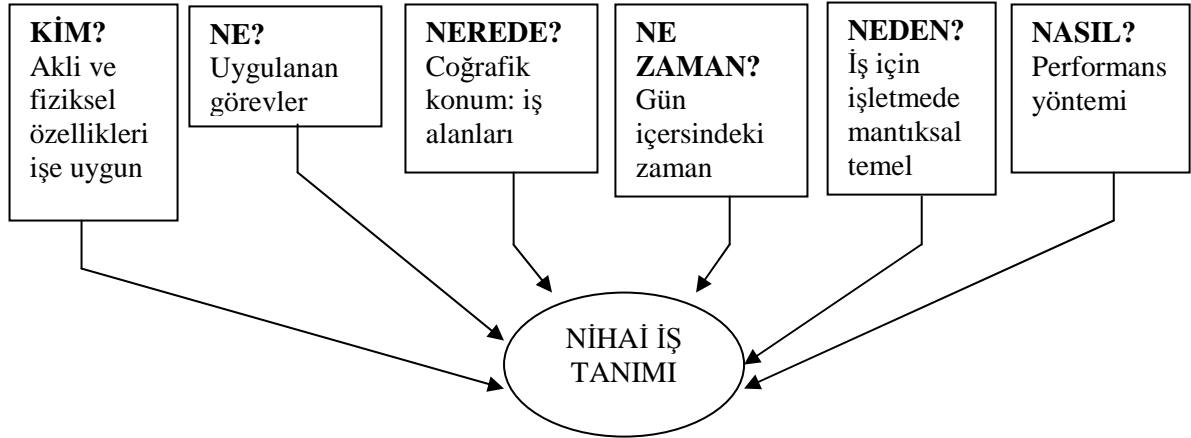 KİM?
Akli ve
fiziksel
özellikleri
işe uygun
NE?
Uygulanan
görevler
NEREDE?
Coğrafik
konum: iş
alanları
NE
ZAMAN?
Gün
içersindeki
zaman
NEDEN?
İş için
işletmede
mantıksal
temel
NASIL?
Performans
yöntemi
NİHAİ İŞ
TANIMI